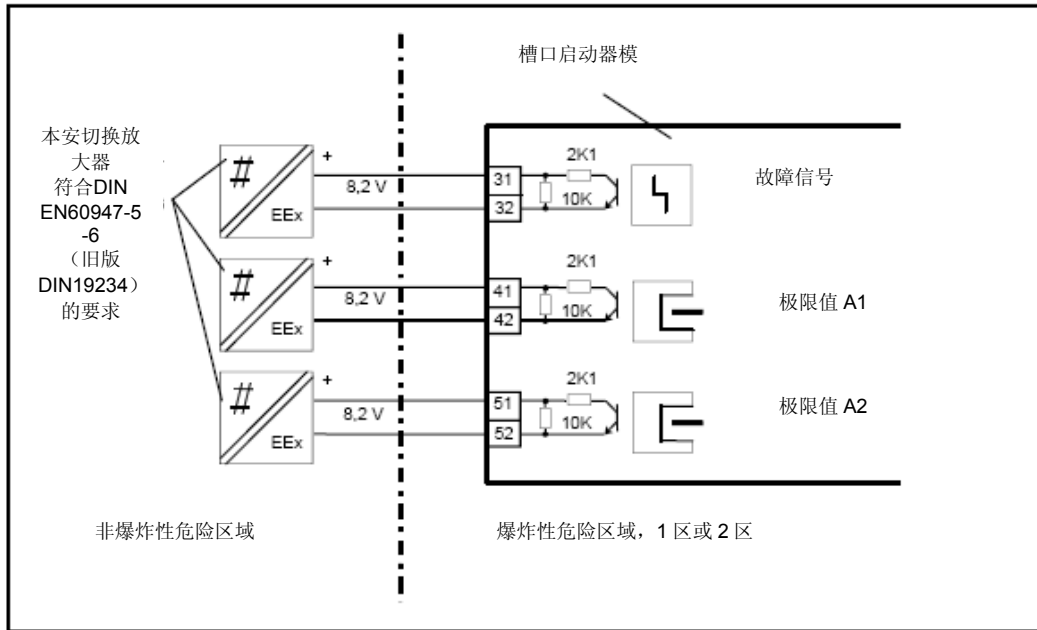 槽口启动器模
本安切换放
大器
符合DIN
EN60947-5
-6
（旧版
DIN19234）
的要求
+
8,2 V
EEx
31
32
2K1
10K
故障信号
+
8,2 V
EEx
41
42
2K1
10K
极限值 A1
+
8,2 V
EEx
51
52
2K1
10K
极限值 A2
非爆炸性危险区域
爆炸性危险区域，1 区或 2 区